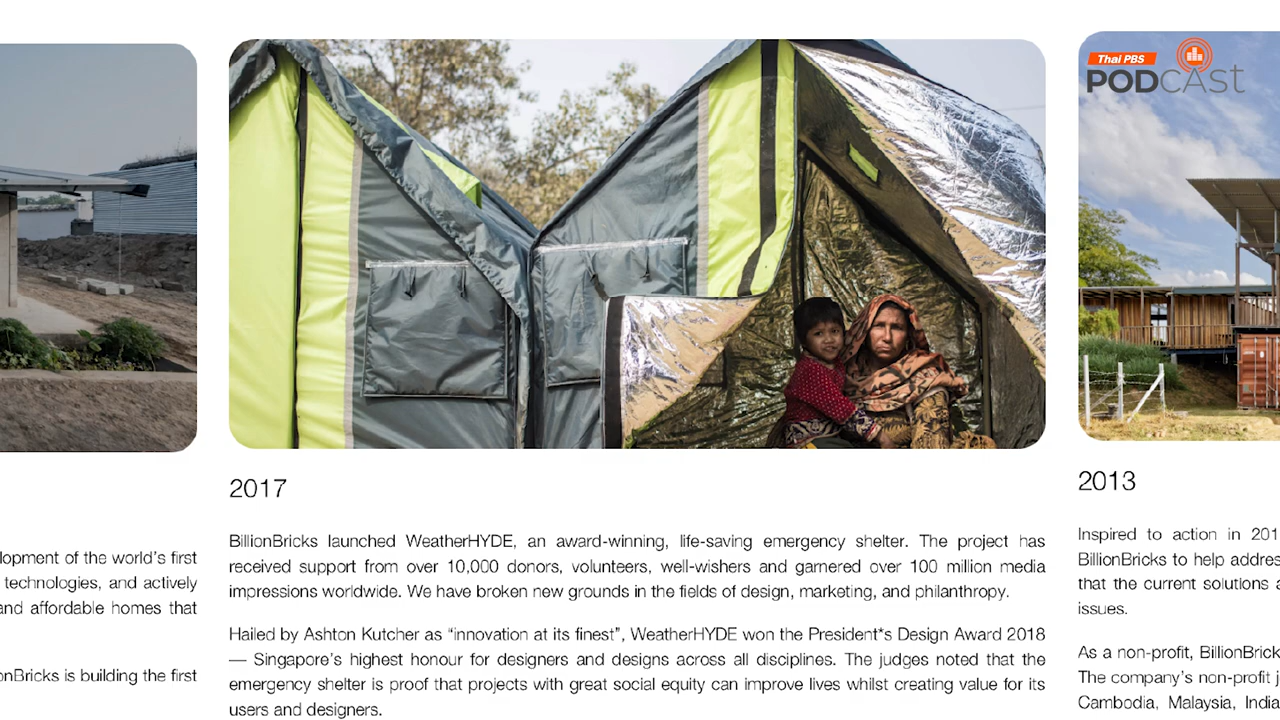 Thai PBS
PODCAST
lopment of the world's first
technologies, and actively
and affordable homes that
onBricks is building the first
2017
BillionBricks launched WeatherHYDE, an award-winning, life-saving emergency shelter. The project has
received support from over 10,000 donors, volunteers, well-wishers and garnered over 100 million media
impressions worldwide. We have broken new grounds in the fields of design, marketing, and philanthropy.
Hailed by Ashton Kutcher as “innovation at its finest”, WeatherHYDE won the President*s Design Award 2018
— Singapore's highest honour for designers and designs across all disciplines. The judges noted that the
emergency shelter is proof that projects with great social equity can improve lives whilst creating value for its
users and designers.
2013
Inspired to action in 201
BillionBricks to help addres
that the current solutions a
issues.
As a non-profit, BillionBrick
The company's non-profit j
Cambodia, Malaysia, India